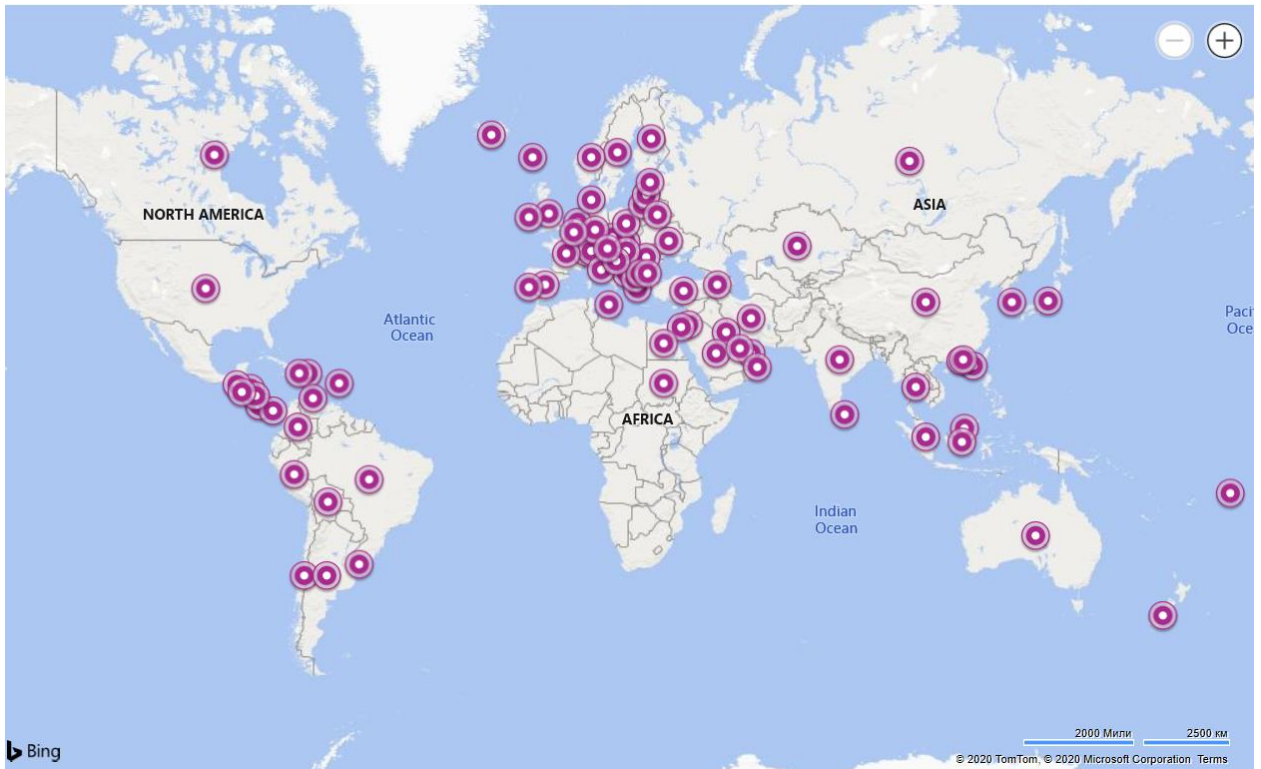 NORTH AMERICA
ASIA
Atlantic
Ocean
Paci
Oce
AFRICA
Indian
Ocean
2000 Мили 2500 км
Bing
© 2020 TomTom, © 2020 Microsoft Corporation Terms